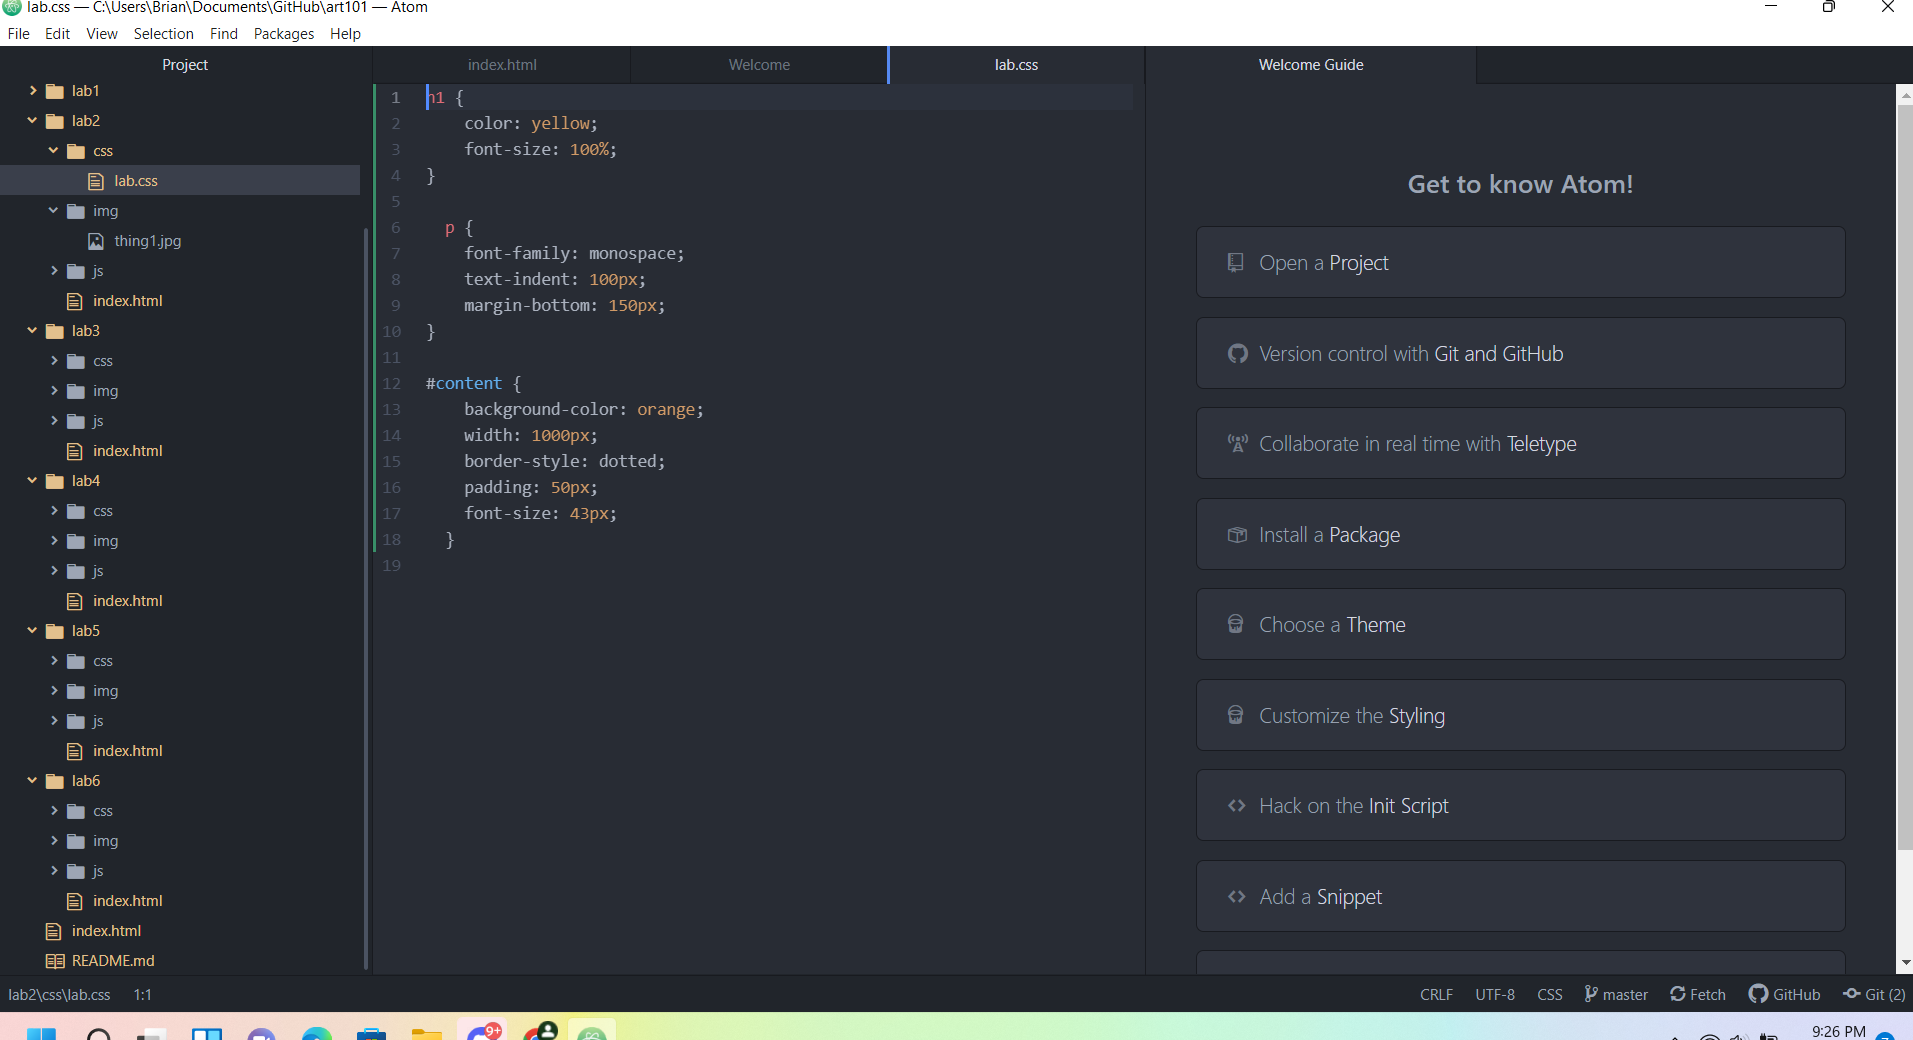 lab.css — C:\Users\Brian\Documents\GitHub\art101 — Atom
File Edit View Selection Find Packages Help
Project
lab1
lab2
css
lab.css
img
thing1.jpg
js
index.html
lab3
css
img
js
index.html
lab4
css
img
js
index.html
lab5
css
img
js
index.html
lab6
css
img
js
index.html
index.html
README.md
index.html Welcome lab.css
1 h1 {
2 color: yellow;
3 font-size: 100%;
4 }
5
6 p {
7 font-family: monospace;
8 text-indent: 100px;
9 margin-bottom: 150px;
10 }
11
12 #content {
13 background-color: orange;
14 width: 1000px;
15 border-style: dotted;
16 padding: 50px;
17 font-size: 43px;
18 }
19
Welcome Guide
Get to know Atom!
Open a Project
Version control with Git and GitHub
Collaborate in real time with Teletype
Install a Package
Choose a Theme
Customize the Styling
Hack on the Init Script
Add a Snippet
lab2\css\lab.css 1:1 CRLF UTF-8 CSS master Fetch GitHub Git (2)
9+
9:26 PM